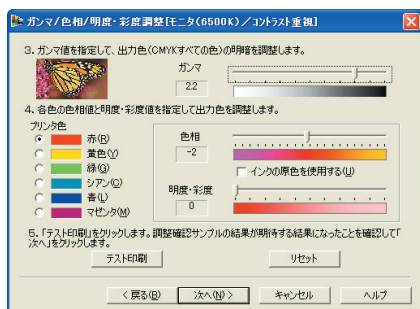 ガンマ/色相/明度・彩度調整[モニタ(6500K)/コントラスト重視]
3. ガンマ値を指定して、出力色(CMYKすべての色)の明暗を調整します。
ガンマ
2.2
4. 各色の色相値と明度・彩度値を指定して出力色を調整します。
プリンタ色
赤(R)
黄色(Y)
緑(G)
シアン(C)
青(L)
マゼンタ(M)
色相
-2
インクの原色を使用する(U)
明度・彩度
0
5. 「テスト印刷」をクリックします。調整確認サンプルの結果が期待する結果になったことを確認して「
次へ」をクリックします。
テスト印刷
リセット
< 戻る(B)
次へ(N) >
キャンセル
ヘルプ